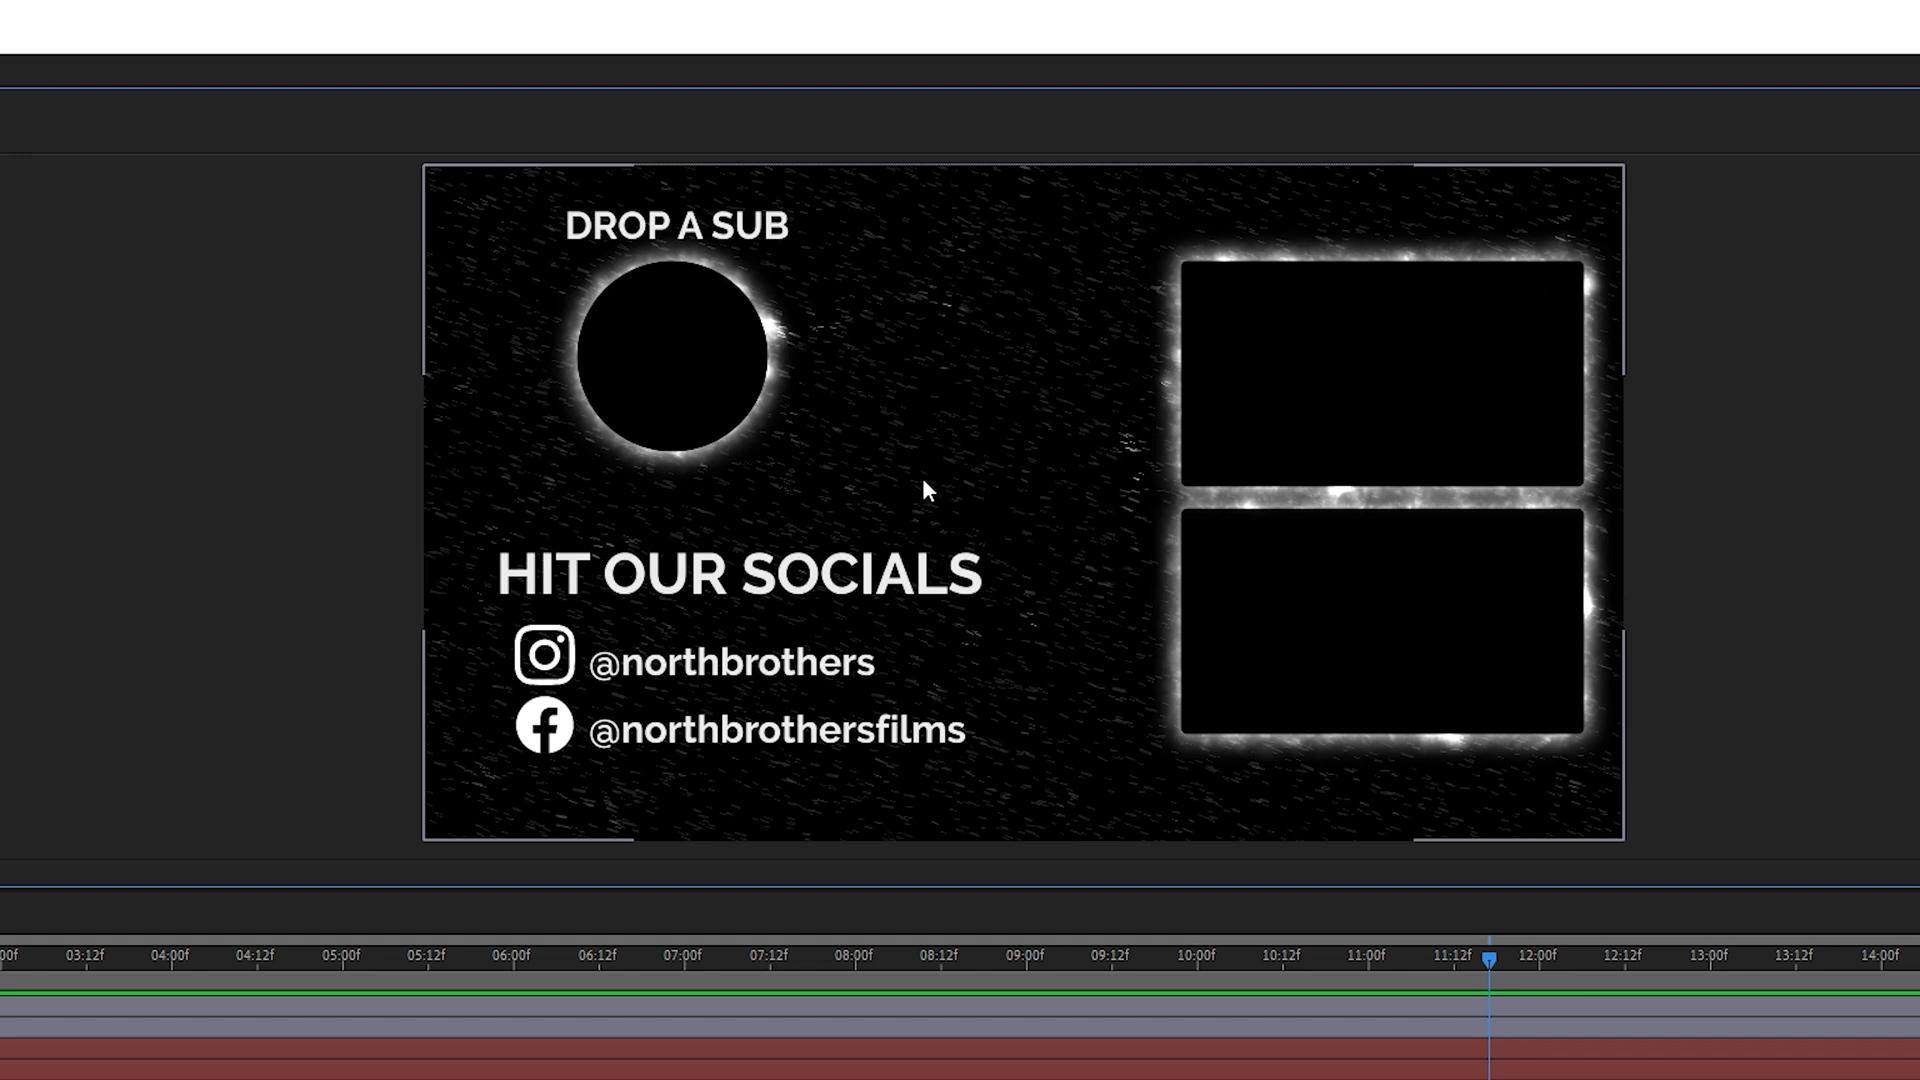 DROP A SUB
HIT OUR SOCIALS
@northbrothers
@northbrothersfilms
00f 03:12f 04:00f 04:12f 05:00f 05:12f 06:00f 06:12f 07:00f 07:12f 08:00f 08:12f 09:00f 09:12f 10:00f 10:12f 11:00f 11:12f 12:00f 12:12f 13:00f 13:12f 14:00f